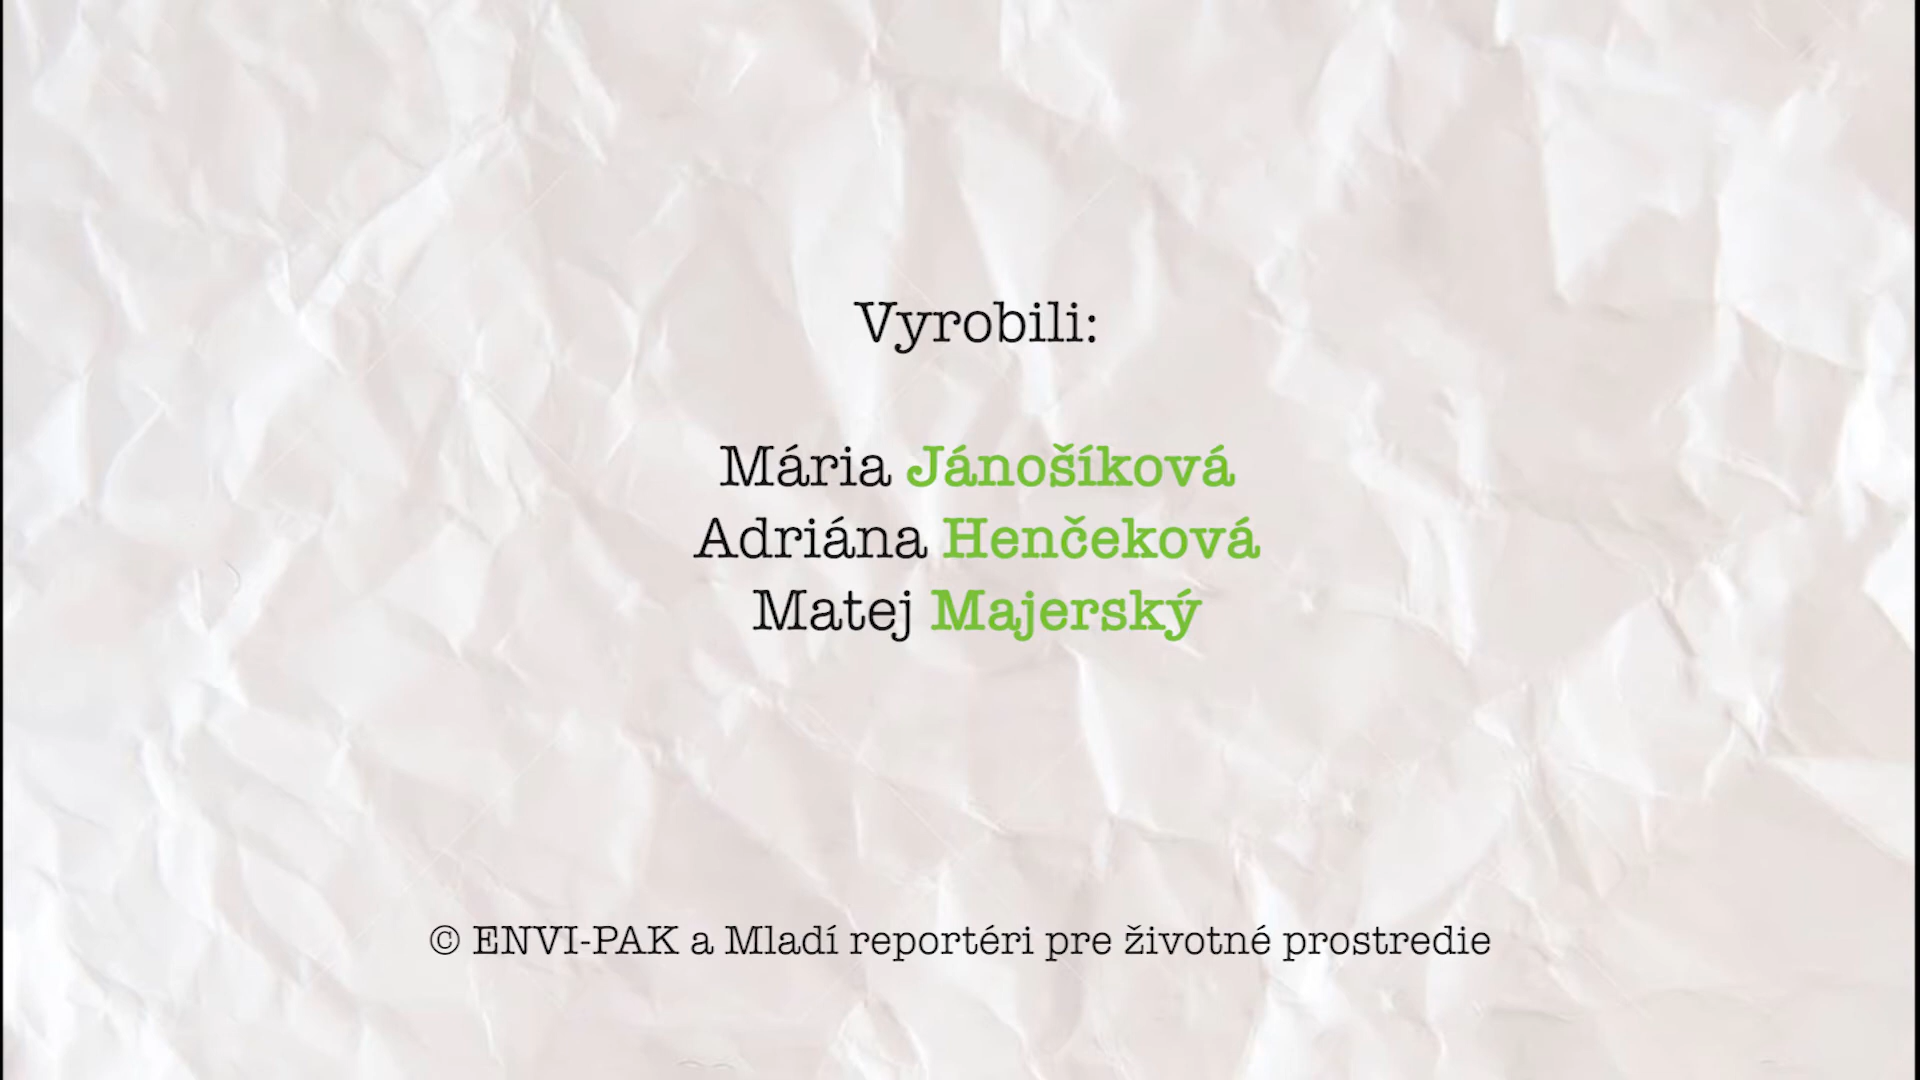 Vyrobili:
Mária Jánošíková
Adriána Henčeková
Matej Majerský
© ENVI-PAK a Mladí reportéri pre životné prostredie